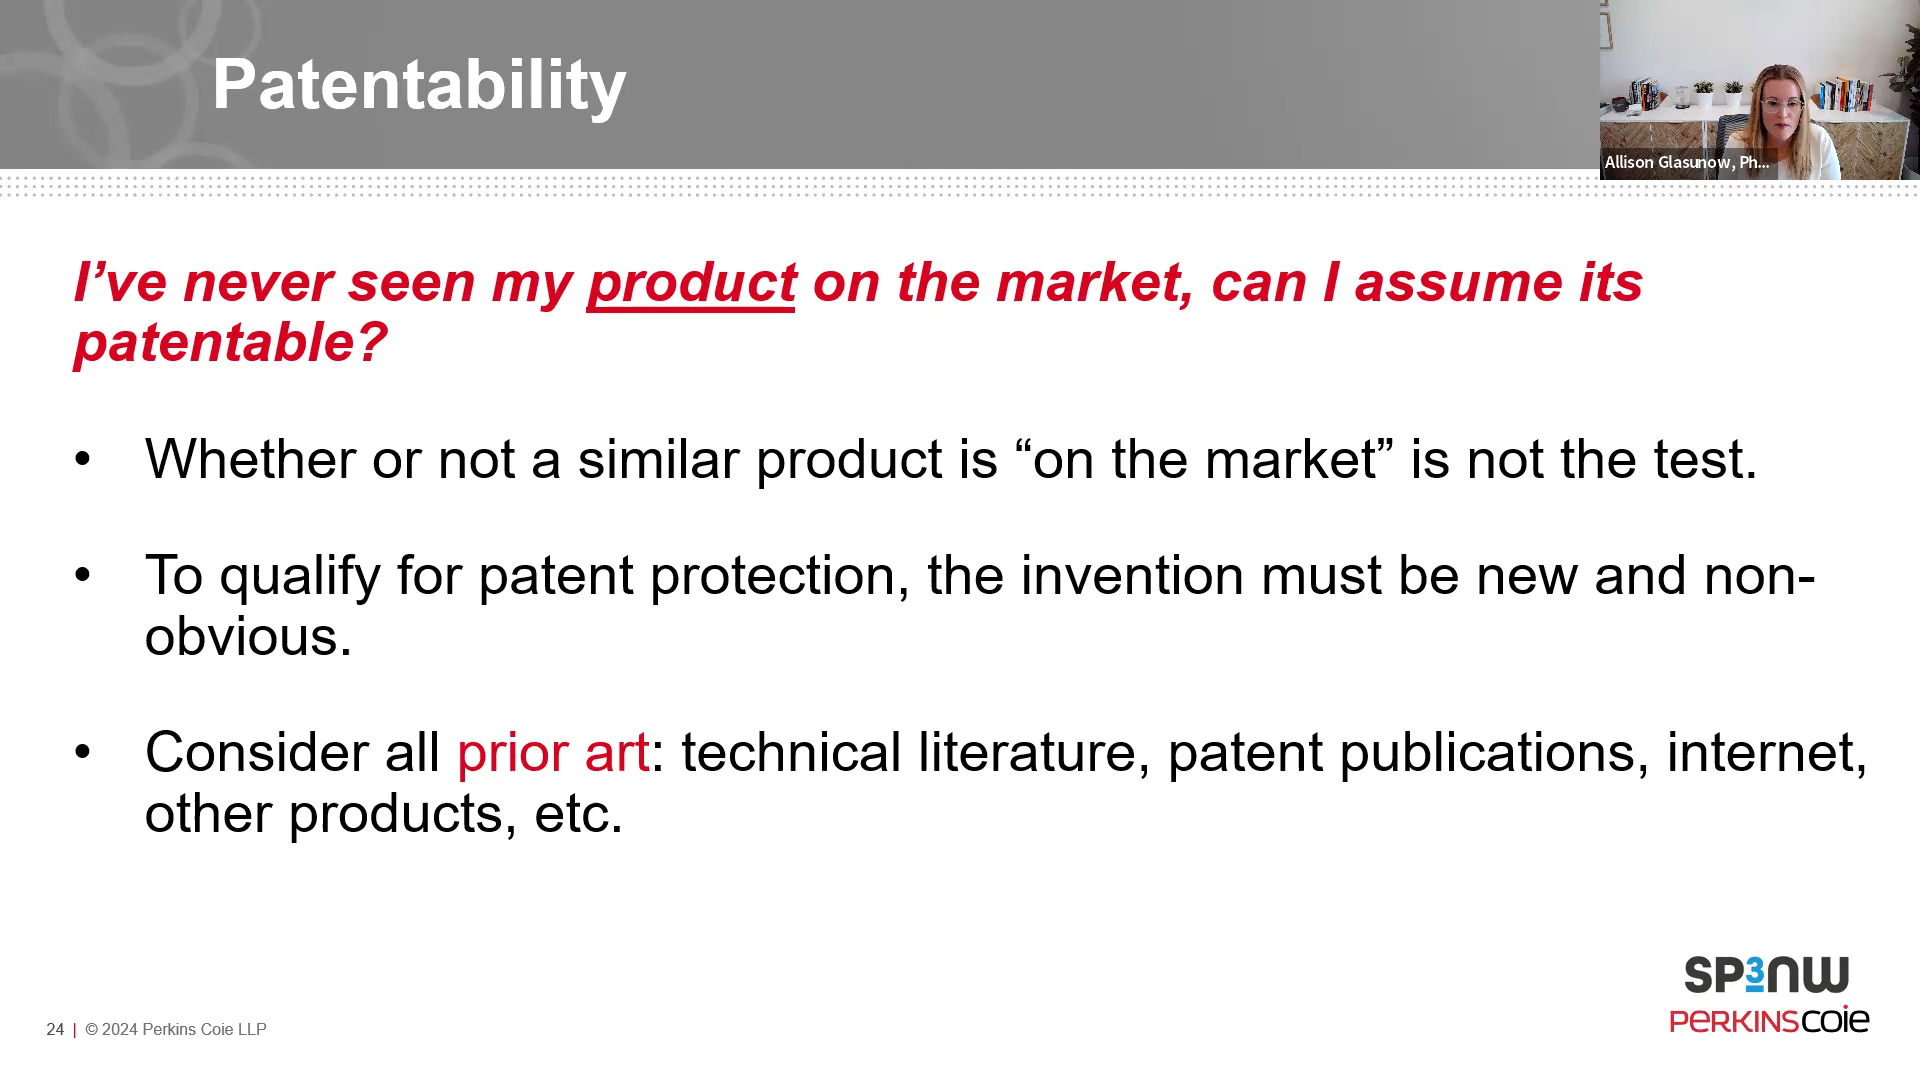 Patentability
Allison Glasunow, Ph...
I’ve never seen my product on the market, can I assume its
patentable?
• Whether or not a similar product is “on the market” is not the test.
• To qualify for patent protection, the invention must be new and non-
obvious.
• Consider all prior art: technical literature, patent publications, internet,
other products, etc.
SP3NW
PERKINSCOIE
24 | © 2024 Perkins Coie LLP